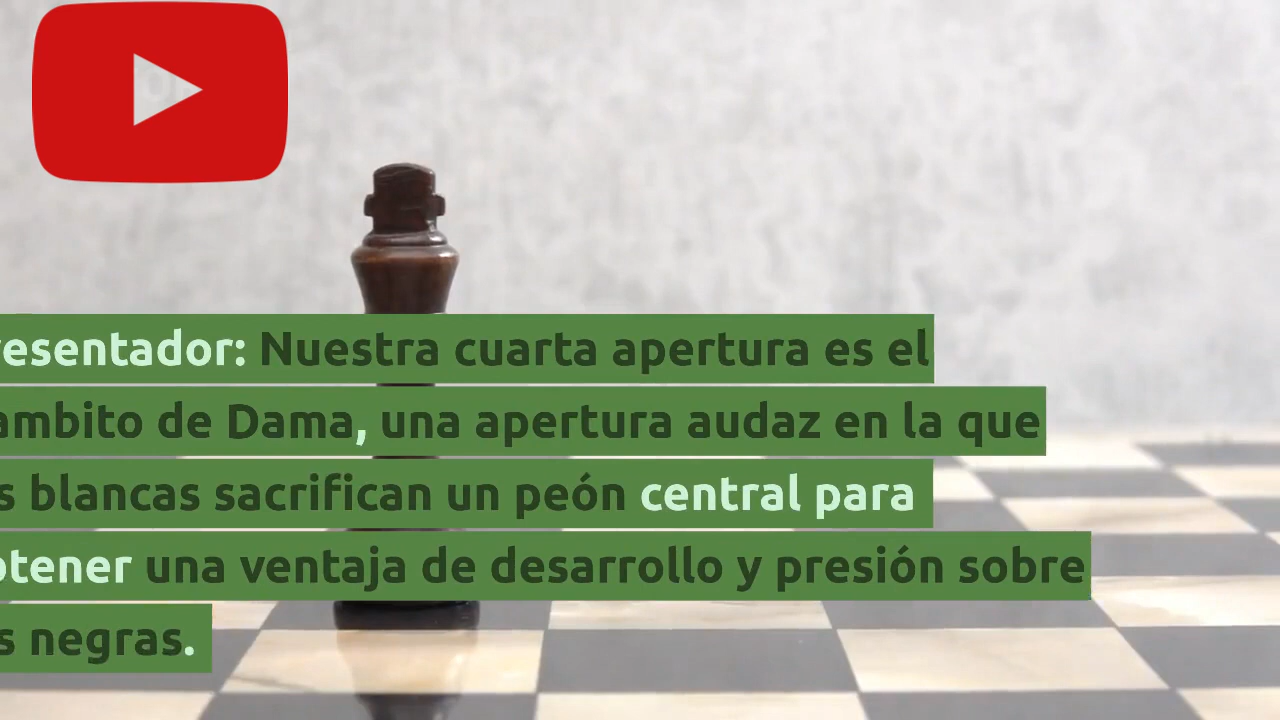 resentador: Nuestra cuarta apertura es el
ambito de Dama, una apertura audaz en la que
s blancas sacrifican un peón central para
btener una ventaja de desarrollo y presión sobre
s negras.